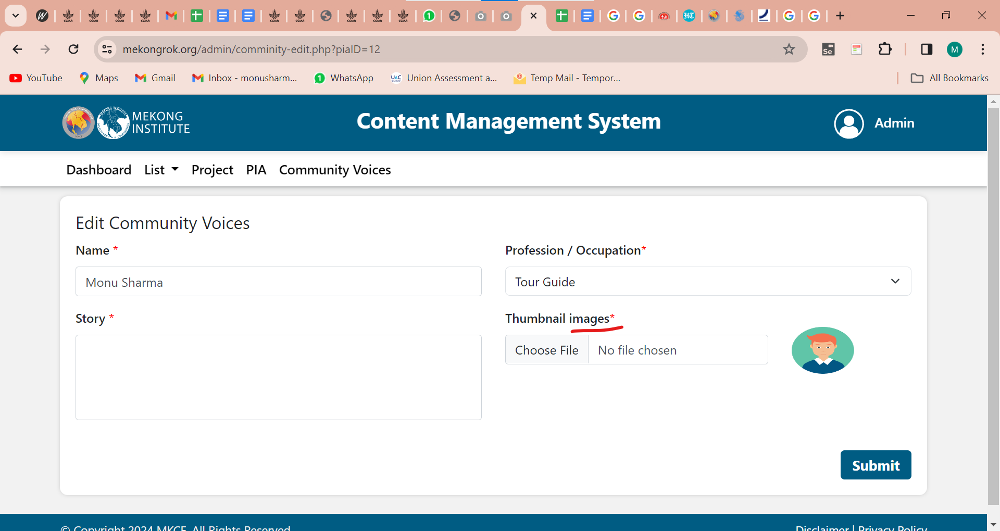 mekongrok.org/admin/comminity-edit.php?piaID=12
YouTube Maps Gmail Inbox - monusharm... WhatsApp Union Assessment a... Temp Mail - Tempor... All Bookmarks
MEKONG
INSTITUTE
Content Management System
Admin
Dashboard List Project PIA Community Voices
Edit Community Voices
Name *
Profession / Occupation*
Monu Sharma
Tour Guide
Story *
Thumbnail images*
Choose File No file chosen
Submit
© Copyright 2024 MKCF. All Rights Reserved
Disclaimer | Privacy Policy